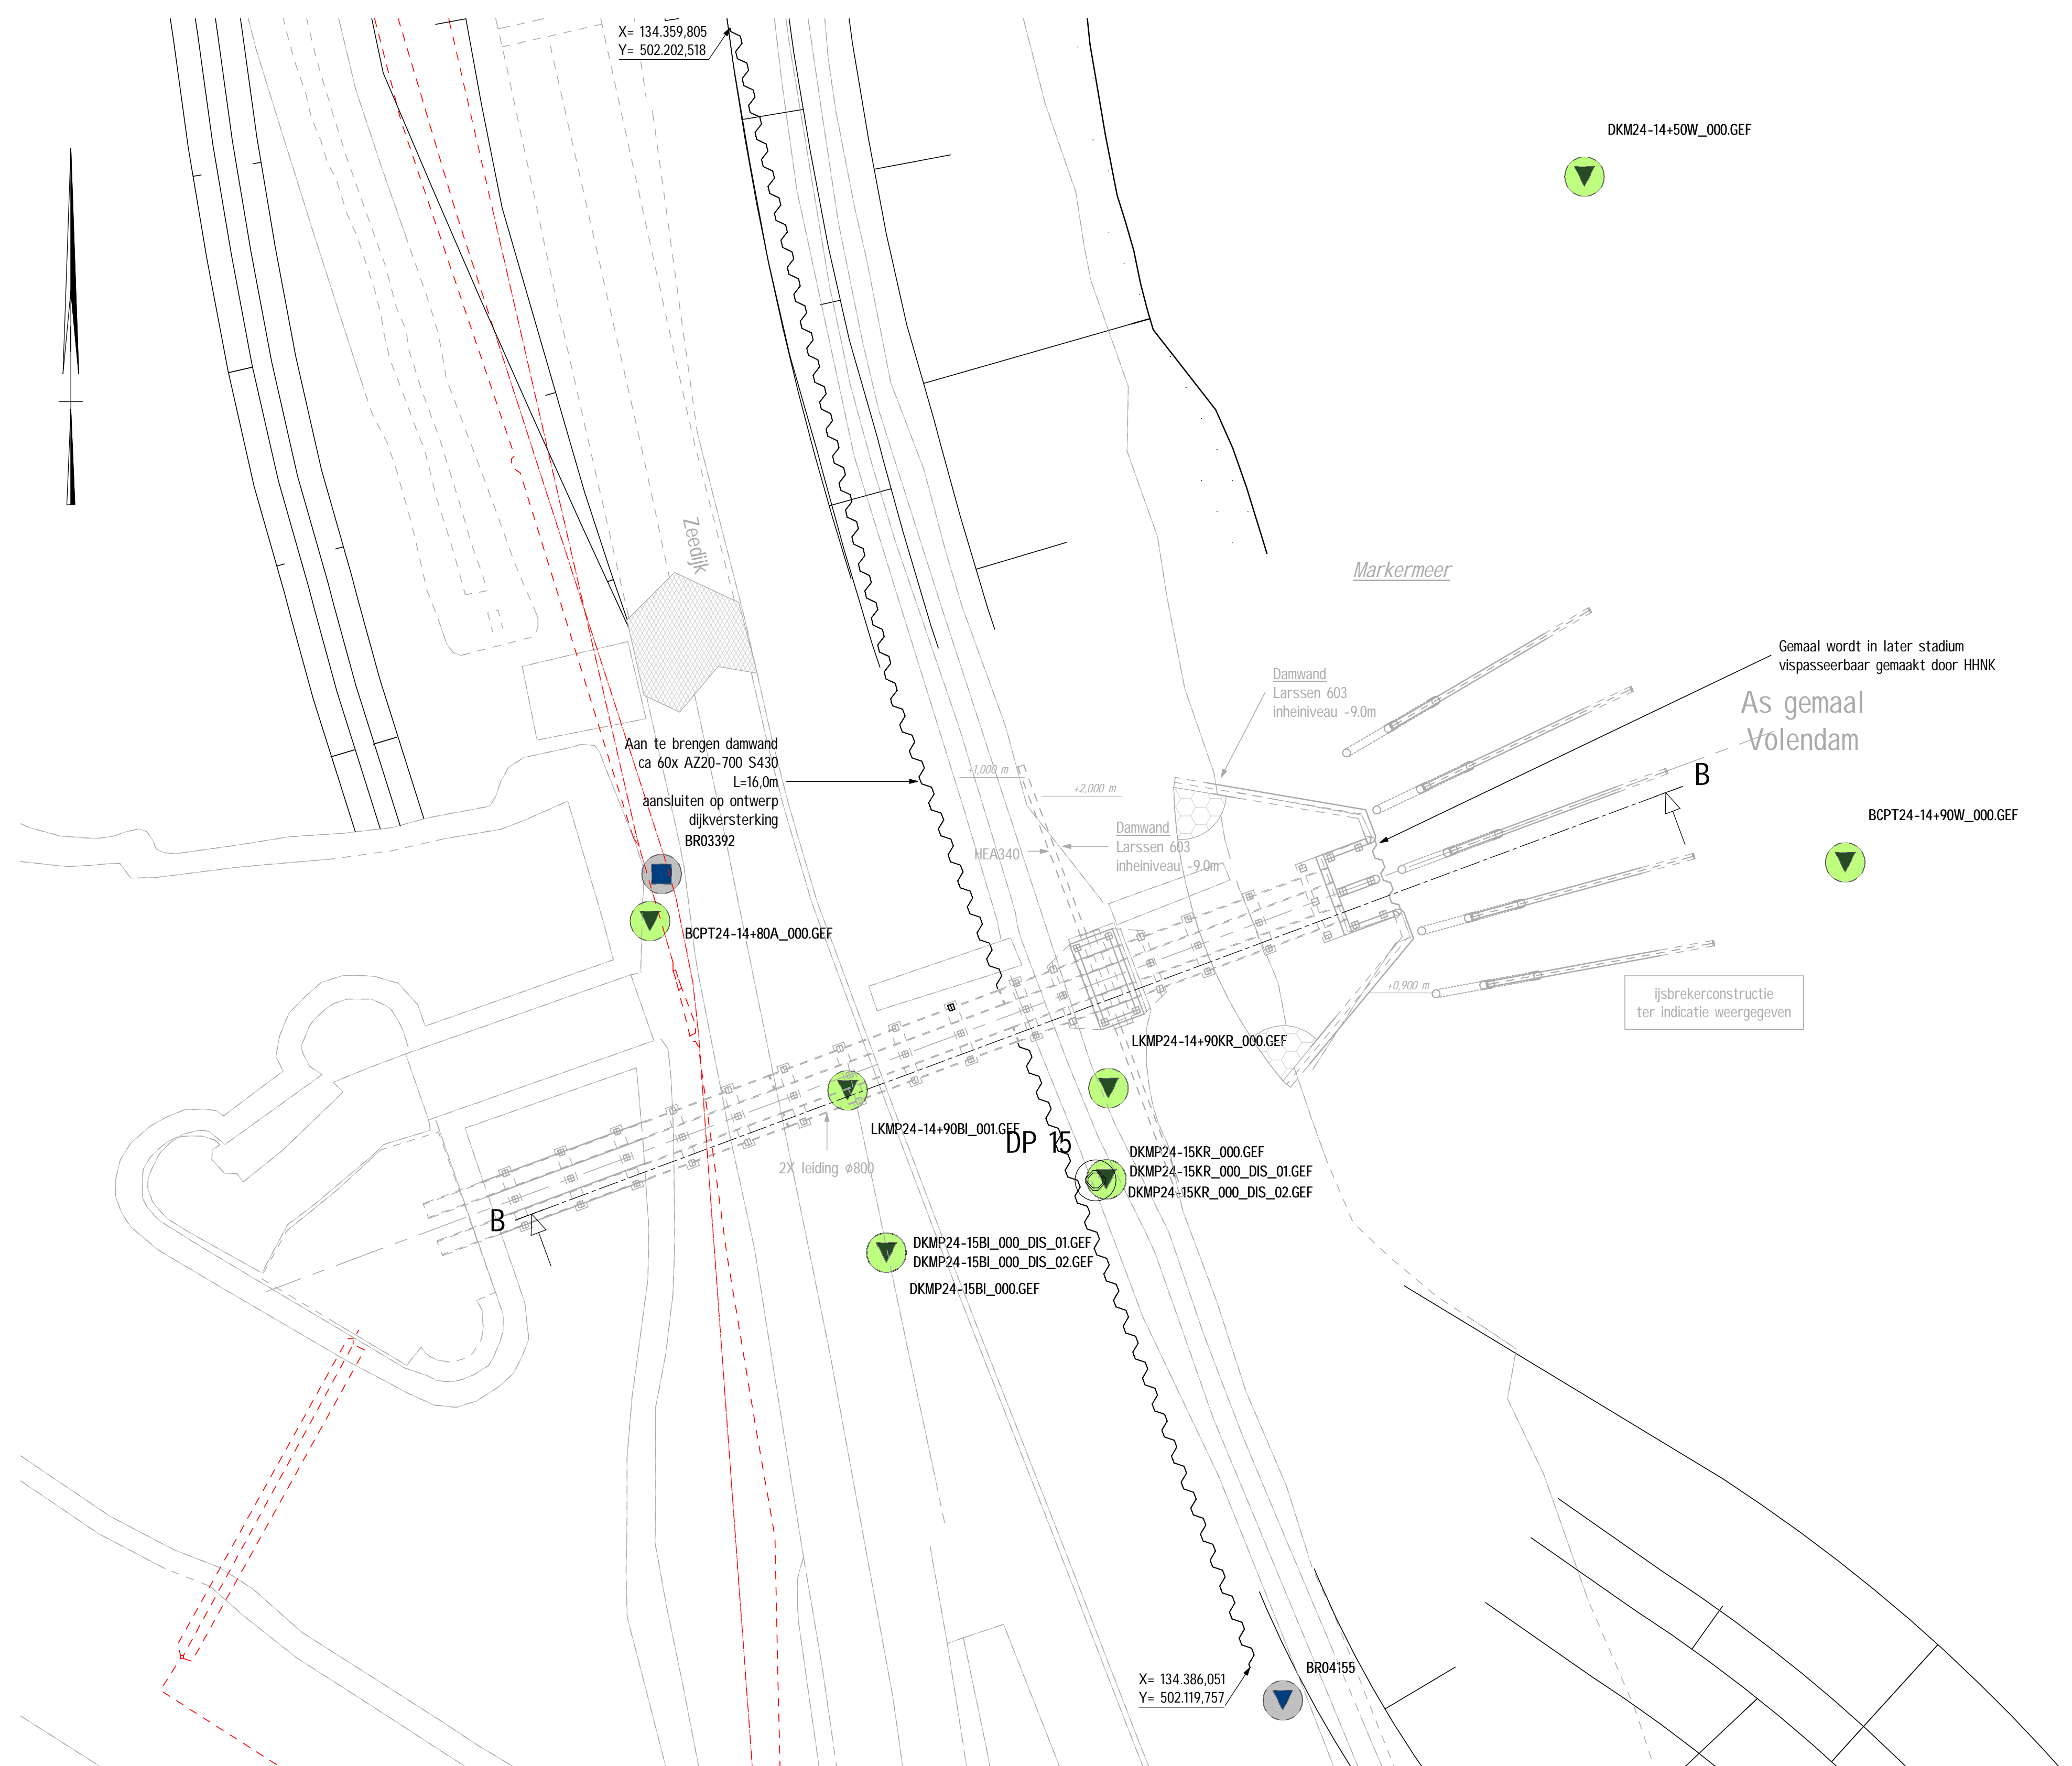 X= 134.359,805
Y= 502.202,518
DKM24-14+50W_000.GEF
Zeedijk
Markermeer
Gemaal wordt in later stadium
vispasseerbaar gemaakt door HHNK
Damwand
Larssen 603
inheiniveau -9.0m
As gemaal
Volendam
Aan te brengen damwand
ca 60x AZ20-700 S430
L=16,0m
aansluiten op ontwerp
dijkversterking
+1,000 m
+2,000 m
B
BR03392
BCPT24-14+90W_000.GEF
Damwand
Larssen 603
inheiniveau -9.0m
HEA340
BCPT24-14+80A_000.GEF
+0,900 m
ijsbrekerconstructie
ter indicatie weergegeven
LKMP24-14+90KR_000.GEF
LKMP24-14+90BI_001.GEF
DP 15
2X leiding ø800
DKMP24-15KR_000.GEF
DKMP24-15KR_000_DIS_01.GEF
DKMP24-15KR_000_DIS_02.GEF
B
DKMP24-15BI_000_DIS_01.GEF
DKMP24-15BI_000_DIS_02.GEF
DKMP24-15BI_000.GEF
BR04155
X= 134.386,051
Y= 502.119,757